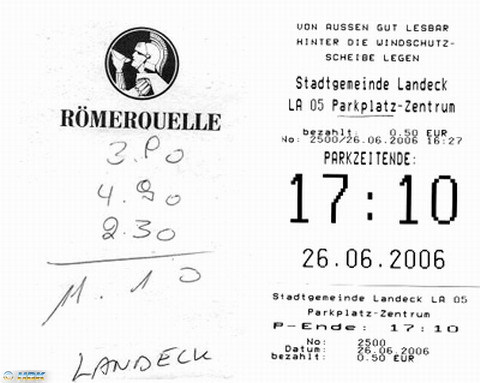 RÖMERQUELLE
3.90
4.90
2.30
11.10
LANDECK
VON AUSSEN GUT LESBAR
HINTER DIE WINDSCHUTZ-
SCHEIBE LEGEN
Stadtgemeinde Landeck
LA 05 Parkplatz-Zentrum
bezahlt: 0.50 EUR
No: 2500/26.06.2006 16:27
PARKZEITENDE:
17:10
26.06.2006
Stadtgemeinde Landeck LA 05
Parkplatz-Zentrum
P-Ende: 17:10
No: 2500
Datum: 26.06.2006
bezahlt: 0.50 EUR